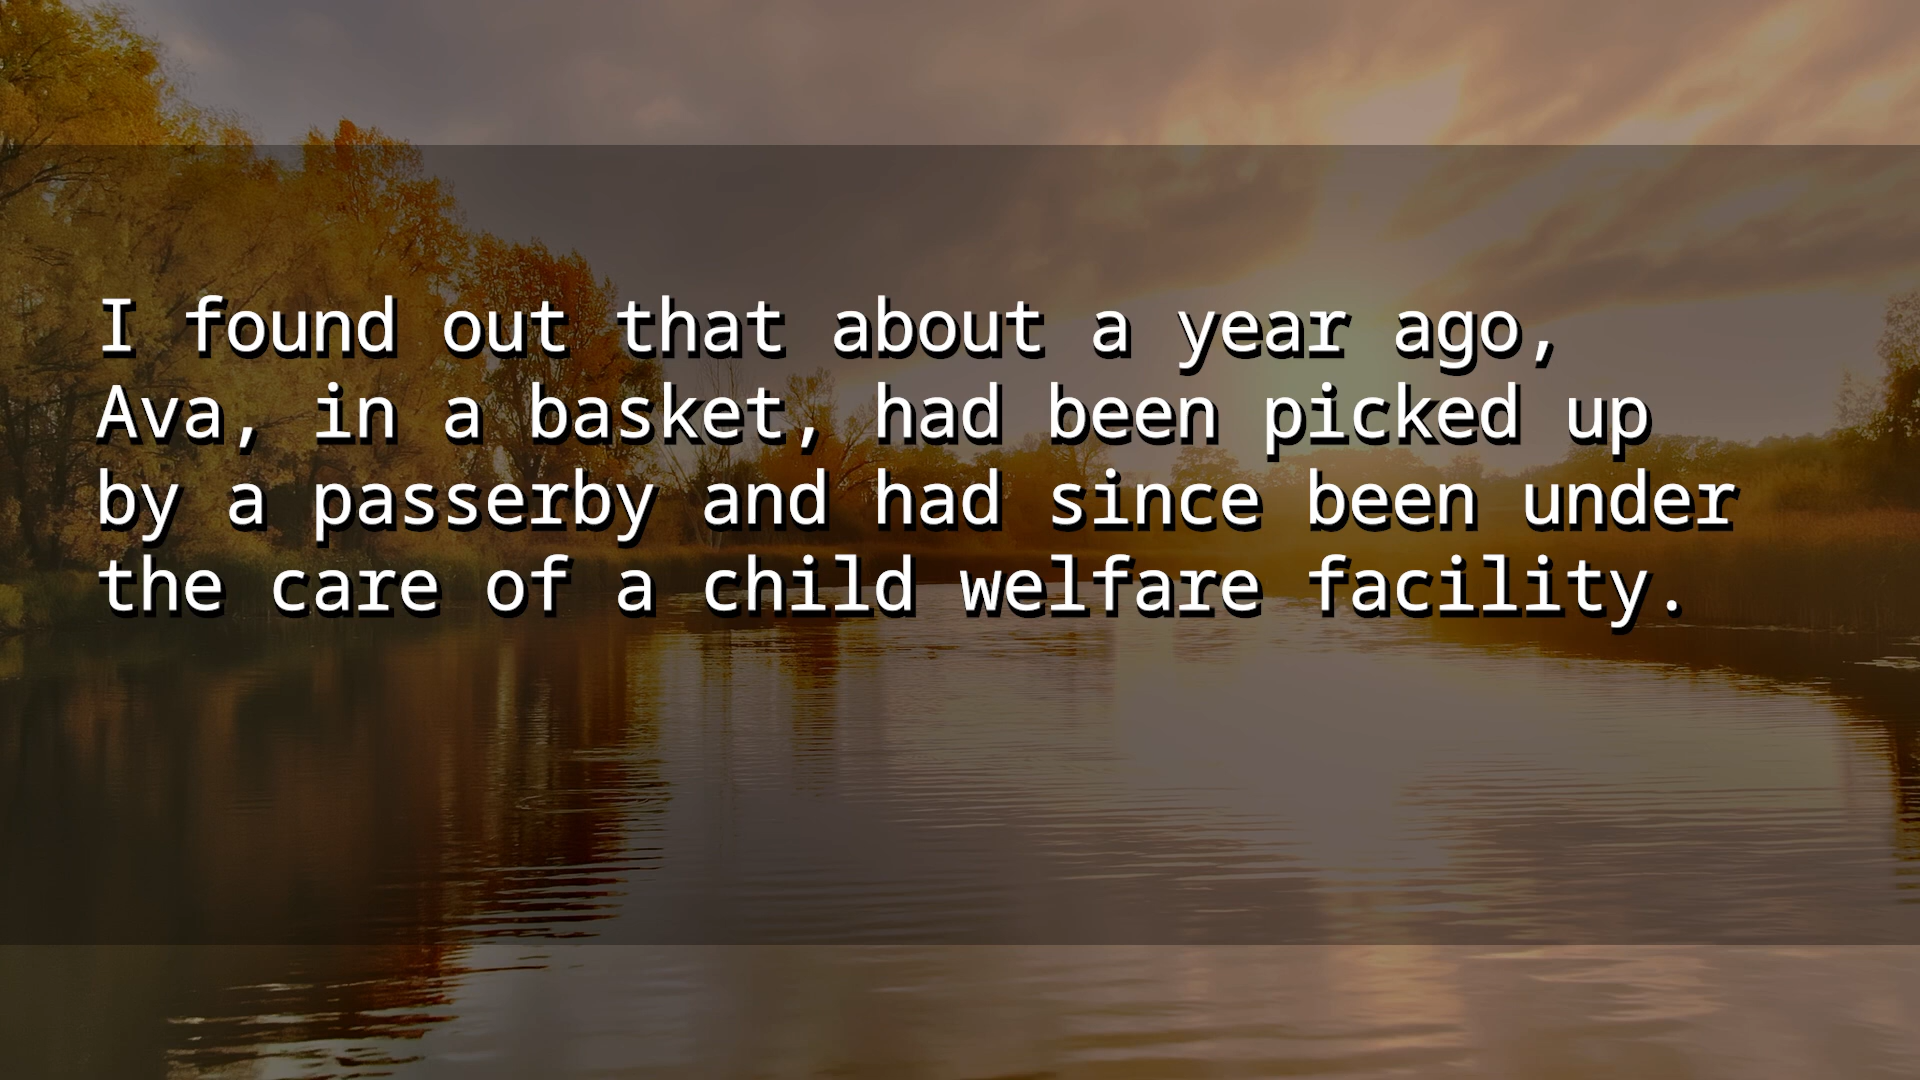 I found out that about a year ago,
Ava, in a basket, had been picked up
by a passerby and had since been under
the care of a child welfare facility.